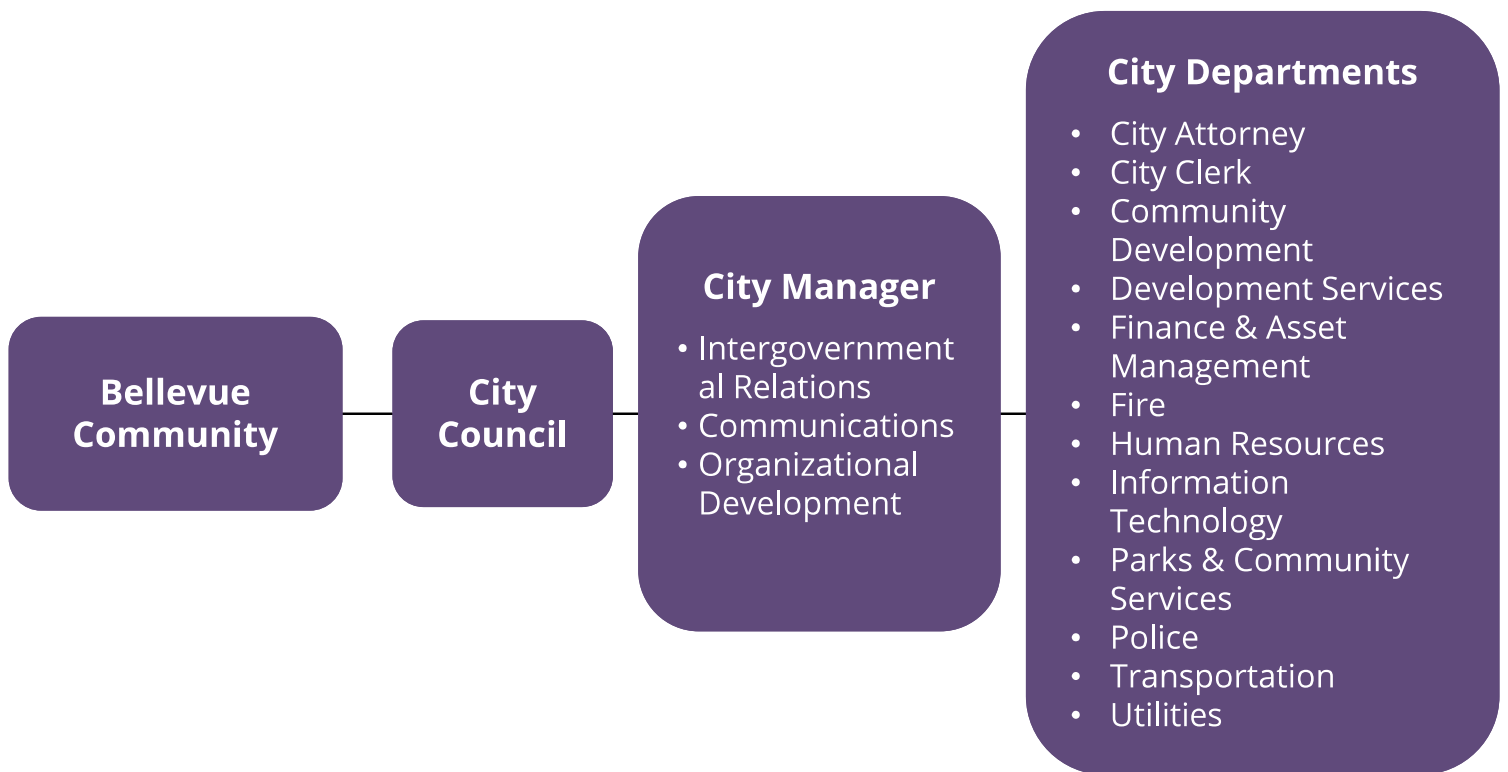 Bellevue
Community
City
Council
City Manager
• Intergovernment
al Relations
• Communications
• Organizational
Development
City Departments
• City Attorney
• City Clerk
• Community
Development
• Development Services
• Finance & Asset
Management
• Fire
• Human Resources
• Information
Technology
• Parks & Community
Services
• Police
• Transportation
• Utilities